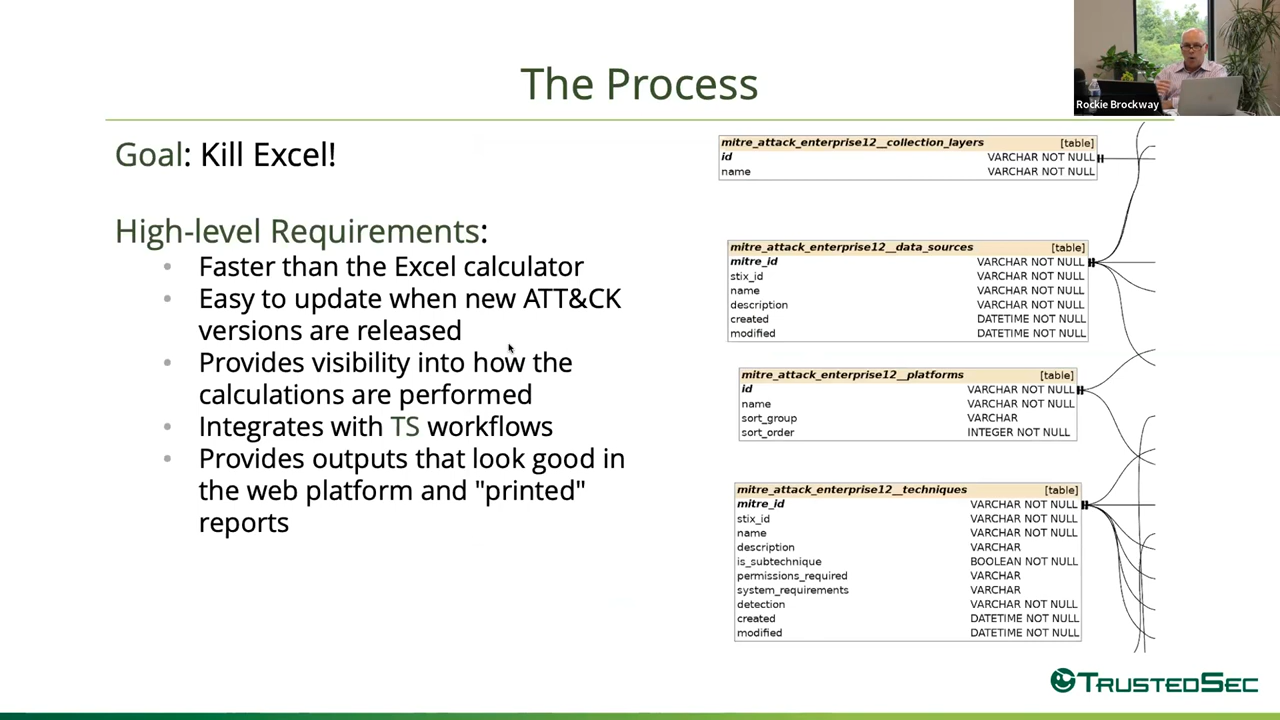 The Process
Rockie Brockway
Goal: Kill Excel!
High-level Requirements:
• Faster than the Excel calculator
• Easy to update when new ATT&CK
versions are released
• Provides visibility into how the
calculations are performed
• Integrates with TS workflows
• Provides outputs that look good in
the web platform and "printed"
reports
mitre_attack_enterprise12__collection_layers [table]
id VARCHAR NOT NULL
name VARCHAR NOT NULL
mitre_attack_enterprise12__data_sources [table]
mitre_id VARCHAR NOT NULL
stix_id VARCHAR NOT NULL
name VARCHAR NOT NULL
description VARCHAR NOT NULL
created DATETIME NOT NULL
modified DATETIME NOT NULL
mitre_attack_enterprise12__platforms [table]
id VARCHAR NOT NULL
name VARCHAR NOT NULL
sort_group VARCHAR
sort_order INTEGER NOT NULL
mitre_attack_enterprise12__techniques [table]
mitre_id VARCHAR NOT NULL
stix_id VARCHAR NOT NULL
name VARCHAR NOT NULL
description VARCHAR
is_subtechnique BOOLEAN NOT NULL
permissions_required VARCHAR
system_requirements VARCHAR
detection VARCHAR NOT NULL
created DATETIME NOT NULL
modified DATETIME NOT NULL
TRUSTEDSEC